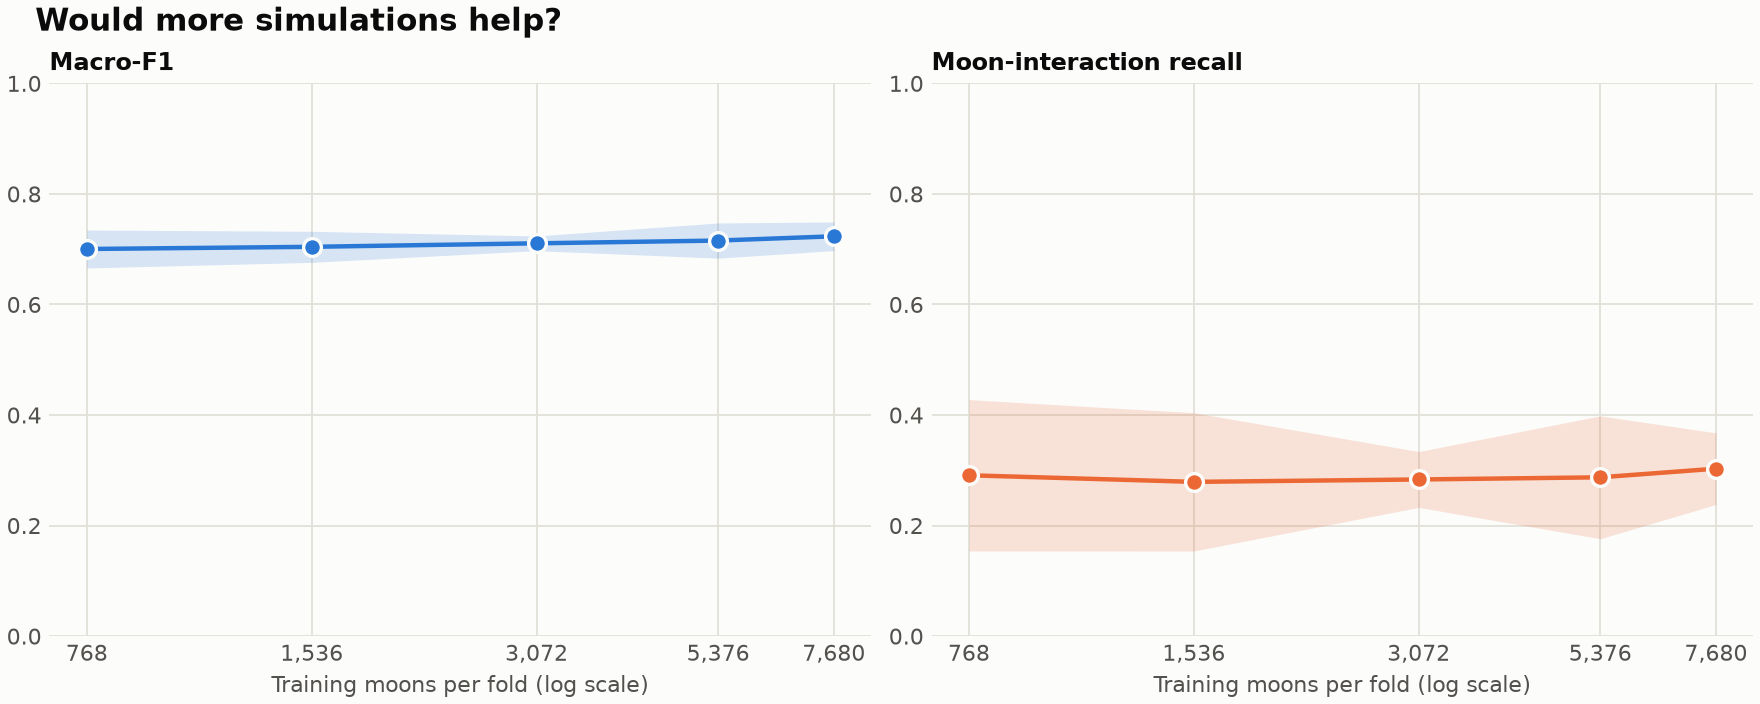 Would more simulations help?
Macro-F1
1.0
0.8
0.6
0.4
0.2
0.0
768 1,536 3,072 5,376 7,680
Training moons per fold (log scale)
Moon-interaction recall
1.0
0.8
0.6
0.4
0.2
0.0
768 1,536 3,072 5,376 7,680
Training moons per fold (log scale)